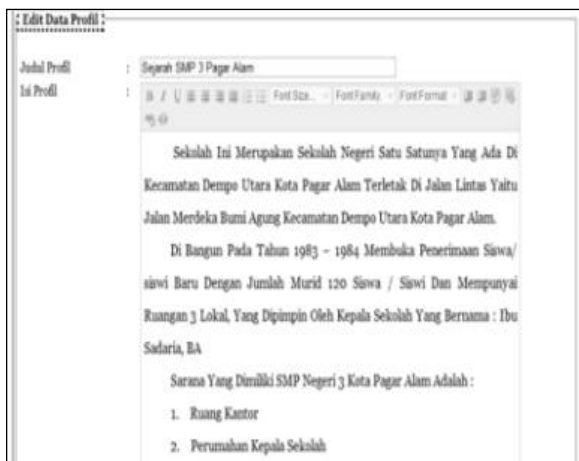 Edit Data Profil
Judul Profil : Sejarah SMP 3 Pagar Alam
Isi Profil :
B I U Font Size... Font Family. Font Format
Sekolah Ini Merupakan Sekolah Negeri Satu Satunya Yang Ada Di
Kecamatan Dempo Utara Kota Pagar Alam Terletak Di Jalan Lintas Yaitu
Jalan Merdeka Bumi Agung Kecamatan Dempo Utara Kota Pagar Alam.
Di Bangun Pada Tahun 1983 – 1984 Membuka Penerimaan Siswa/
siswi Baru Dengan Jumlah Murid 120 Siswa / Siswi Dan Mempunyai
Ruangan 3 Lokal, Yang Dipimpin Oleh Kepala Sekolah Yang Bernama : Ibu
Sadaria, BA
Sarana Yang Dimiliki SMP Negeri 3 Kota Pagar Alam Adalah :
1. Ruang Kantor
2. Perumahan Kepala Sekolah